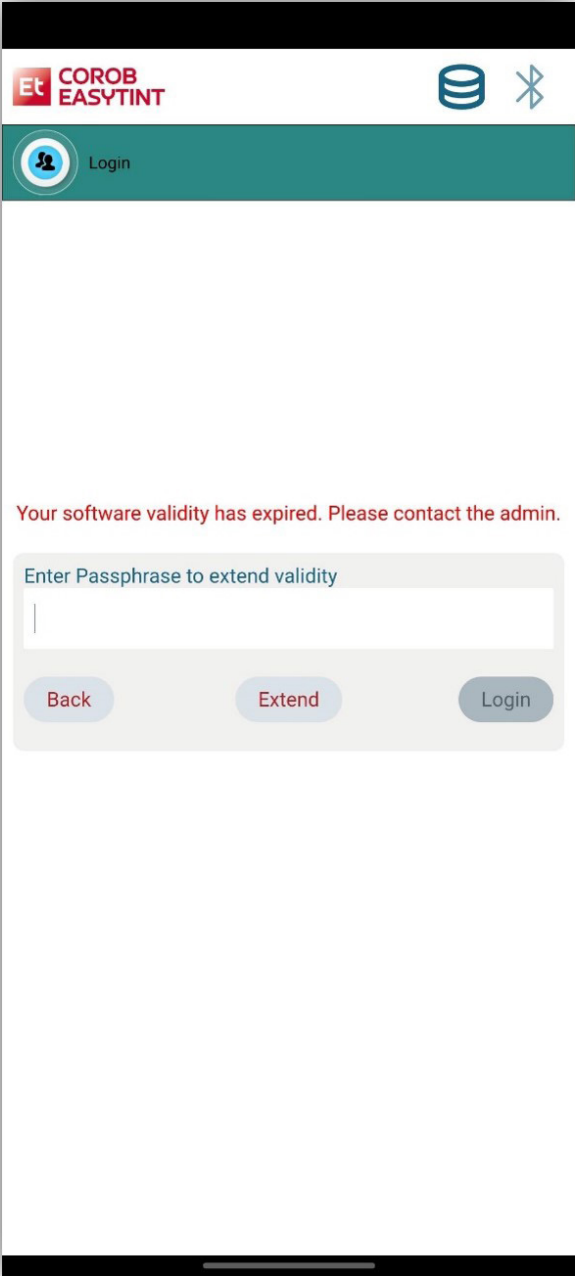 Et COROB
EASYTINT
Login
Your software validity has expired. Please contact the admin.
Enter Passphrase to extend validity
Back Extend Login